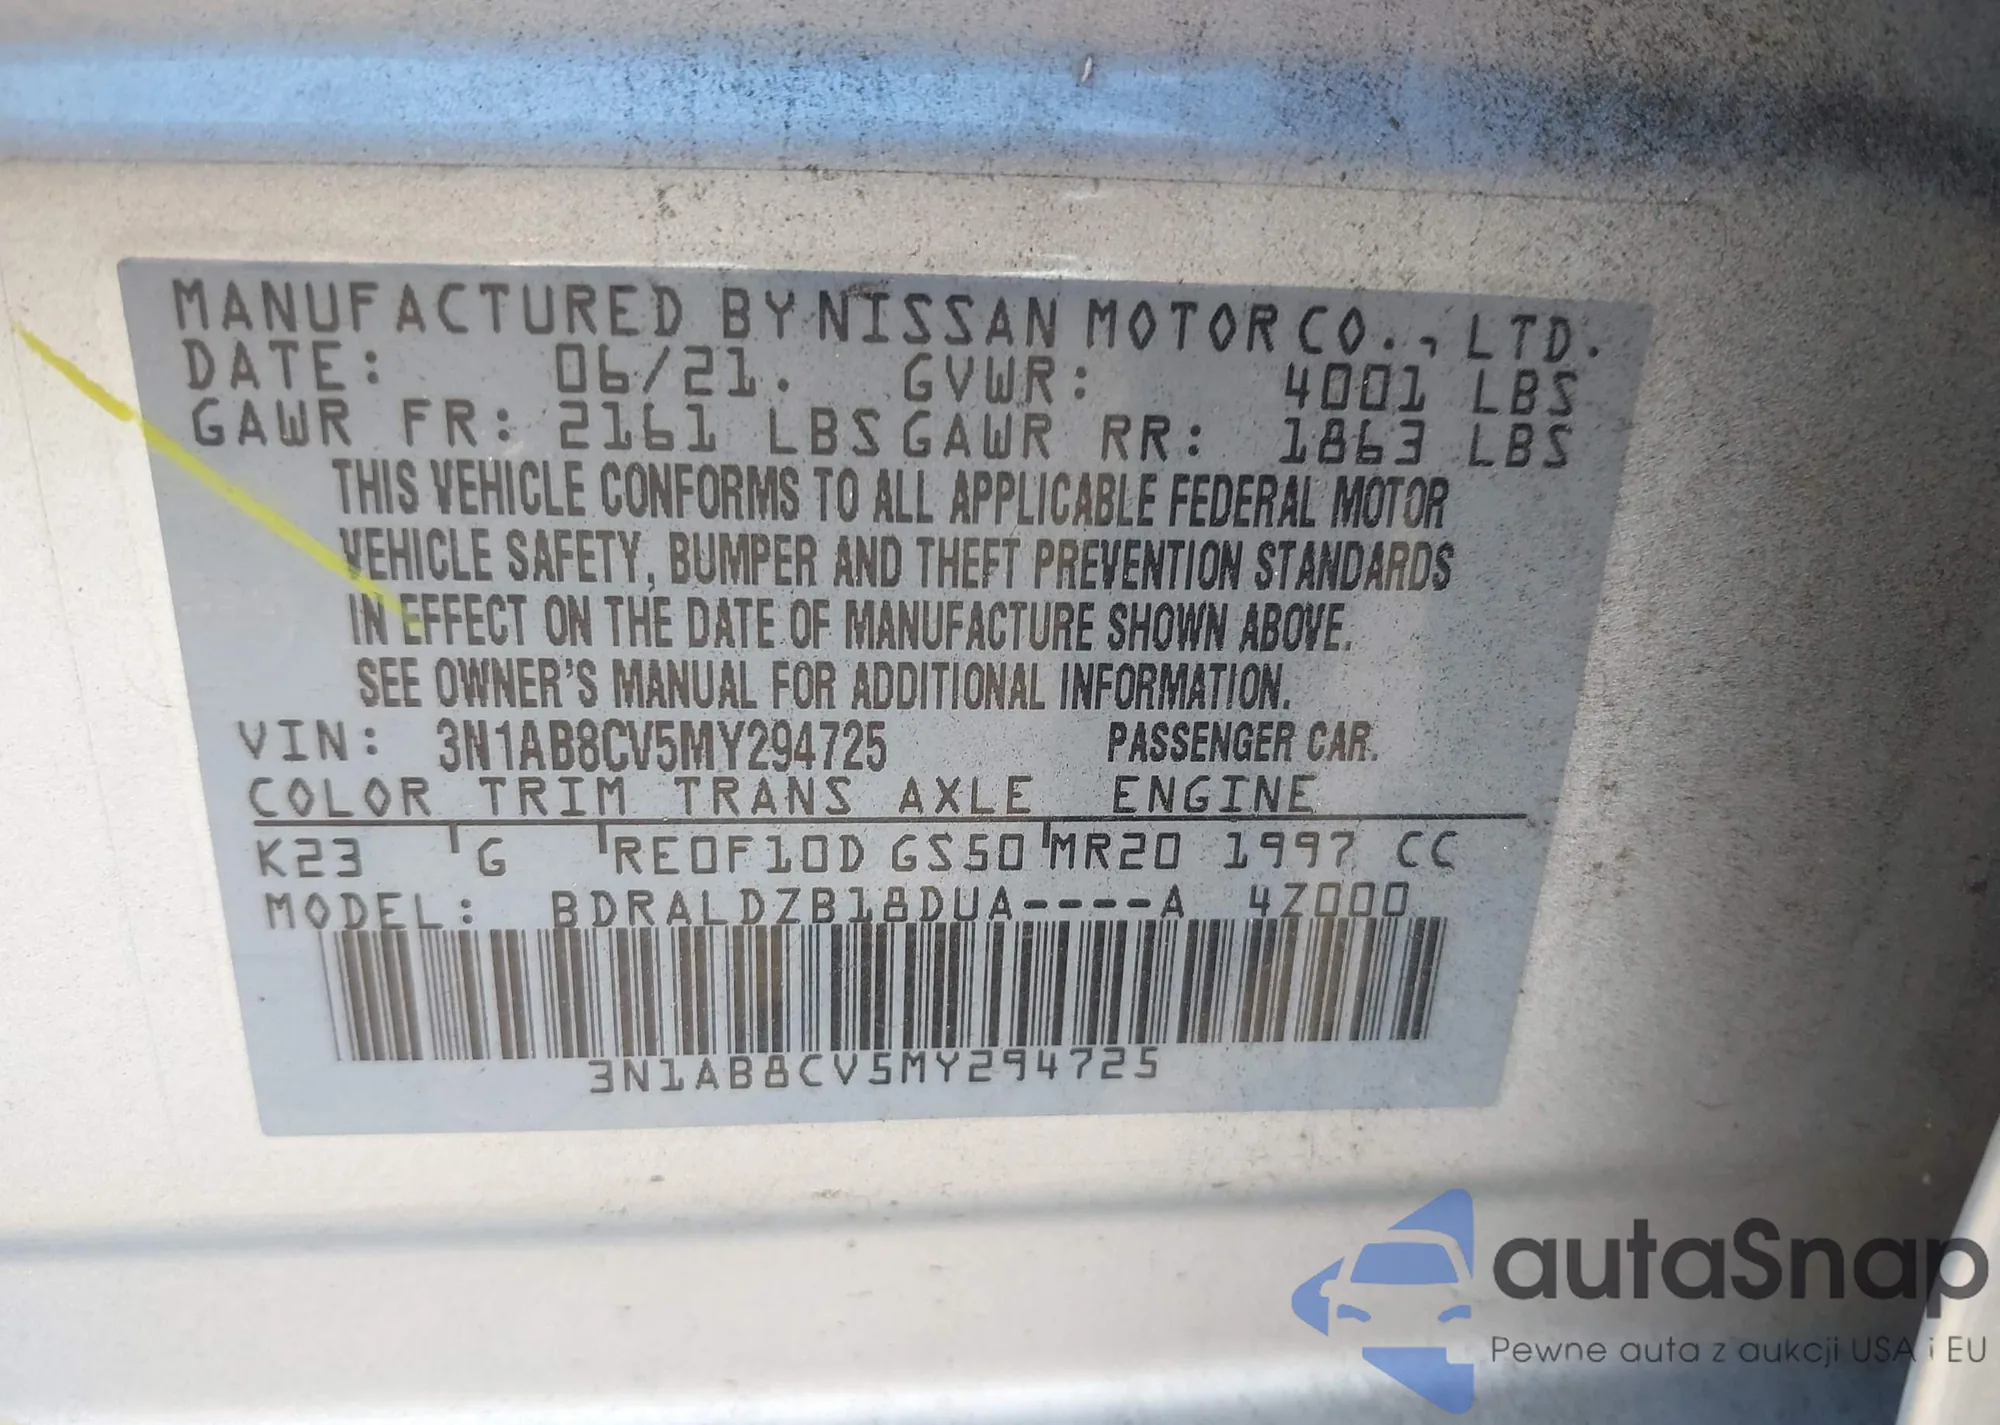 MANUFACTURED BY NISSAN MOTOR CO., LTD.
DATE: 06/21. GVWR: 4001 LBS
GAWR FR: 2161 LBS GAWR RR: 1863 LBS
THIS VEHICLE CONFORMS TO ALL APPLICABLE FEDERAL MOTOR
VEHICLE SAFETY, BUMPER AND THEFT PREVENTION STANDARDS
IN EFFECT ON THE DATE OF MANUFACTURE SHOWN ABOVE.
SEE OWNER'S MANUAL FOR ADDITIONAL INFORMATION.
VIN: 3N1AB8CV5MY294725 PASSENGER CAR.
COLOR TRIM TRANS AXLE ENGINE
K23 G RE0F10D GS50 MR20 1997 CC
MODEL: BDRALDZB18DUA----A 4Z000
3N1AB8CV5MY294725
autaSnap
Pewne auta z aukcji USA i EU